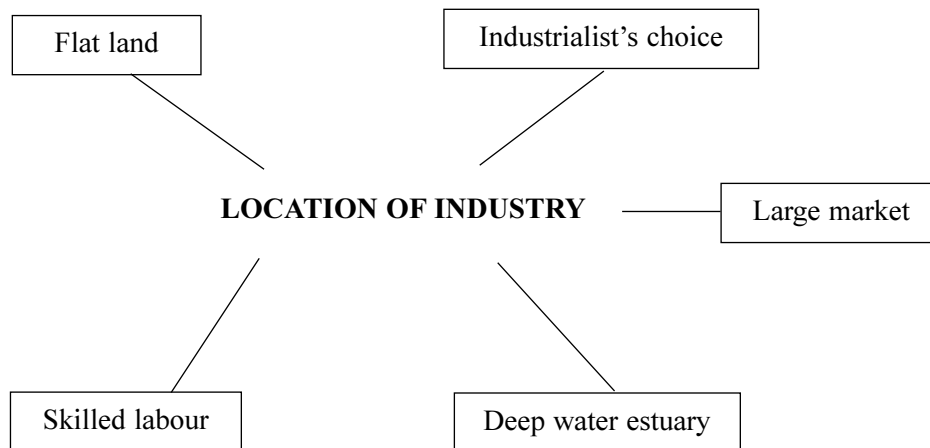 Flat land
Industrialist’s choice
LOCATION OF INDUSTRY
Large market
Skilled labour
Deep water estuary